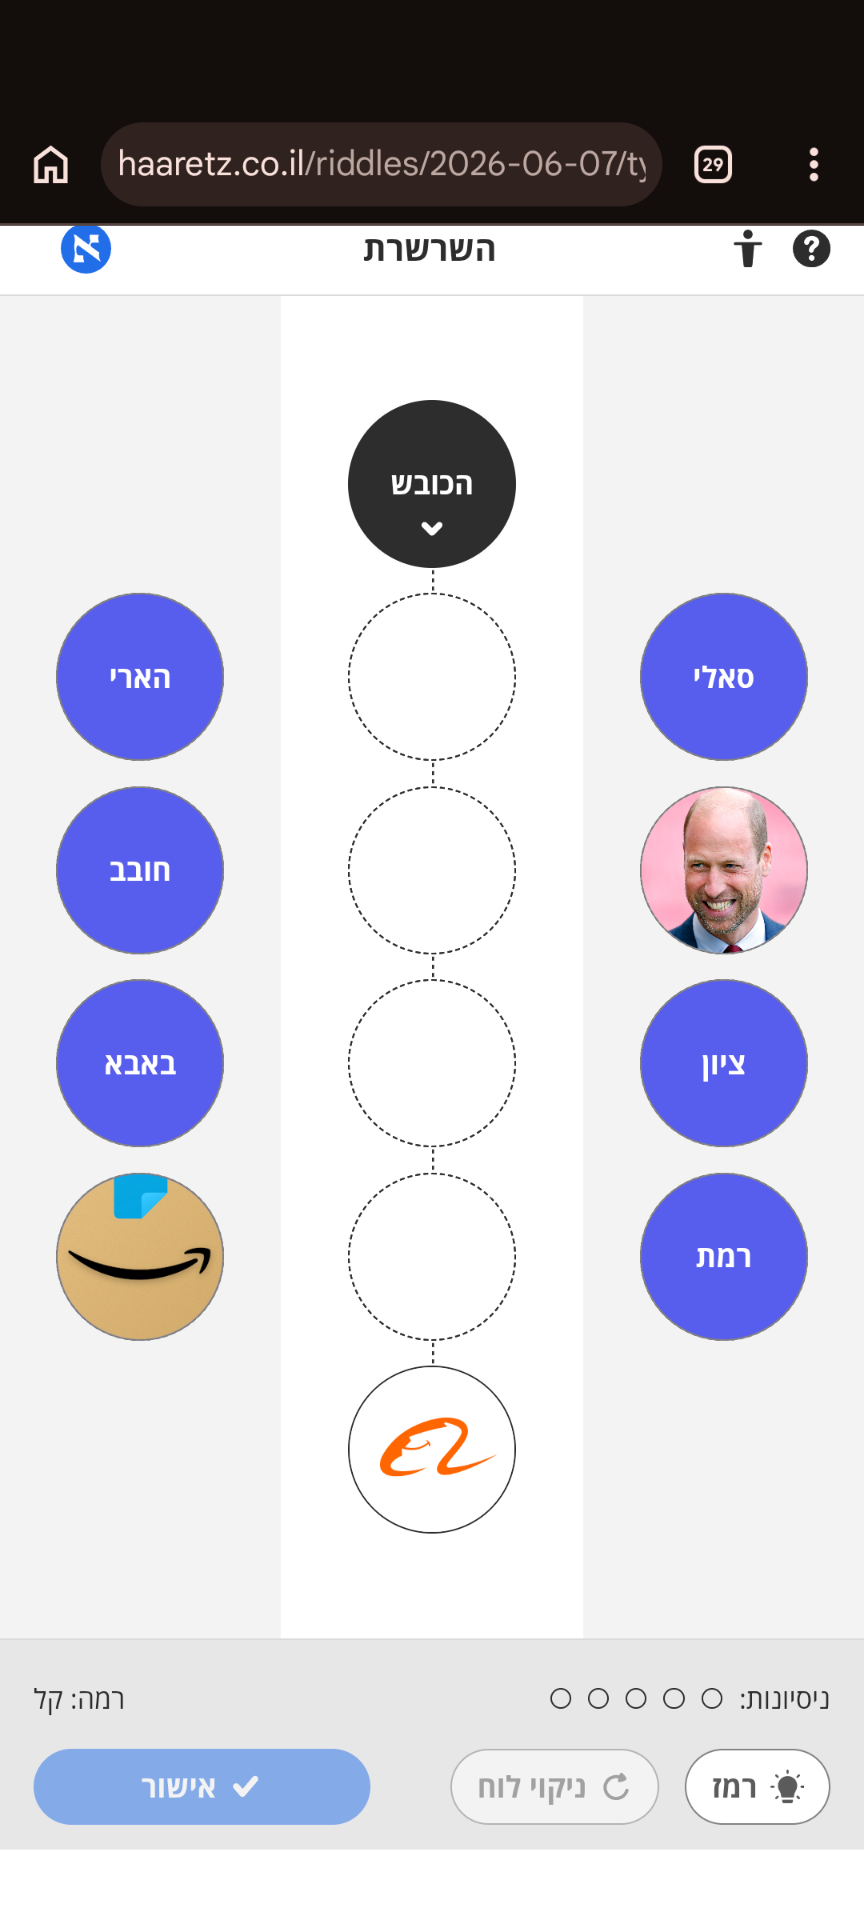 haaretz.co.il/riddles/2026-06-07/ty
29
השרשרת
הכובש
סאלי
הארי
חובב
ציון
באבא
רמת
ניסיונות:
רמה: קל
רמז
ניקוי לוח
אישור